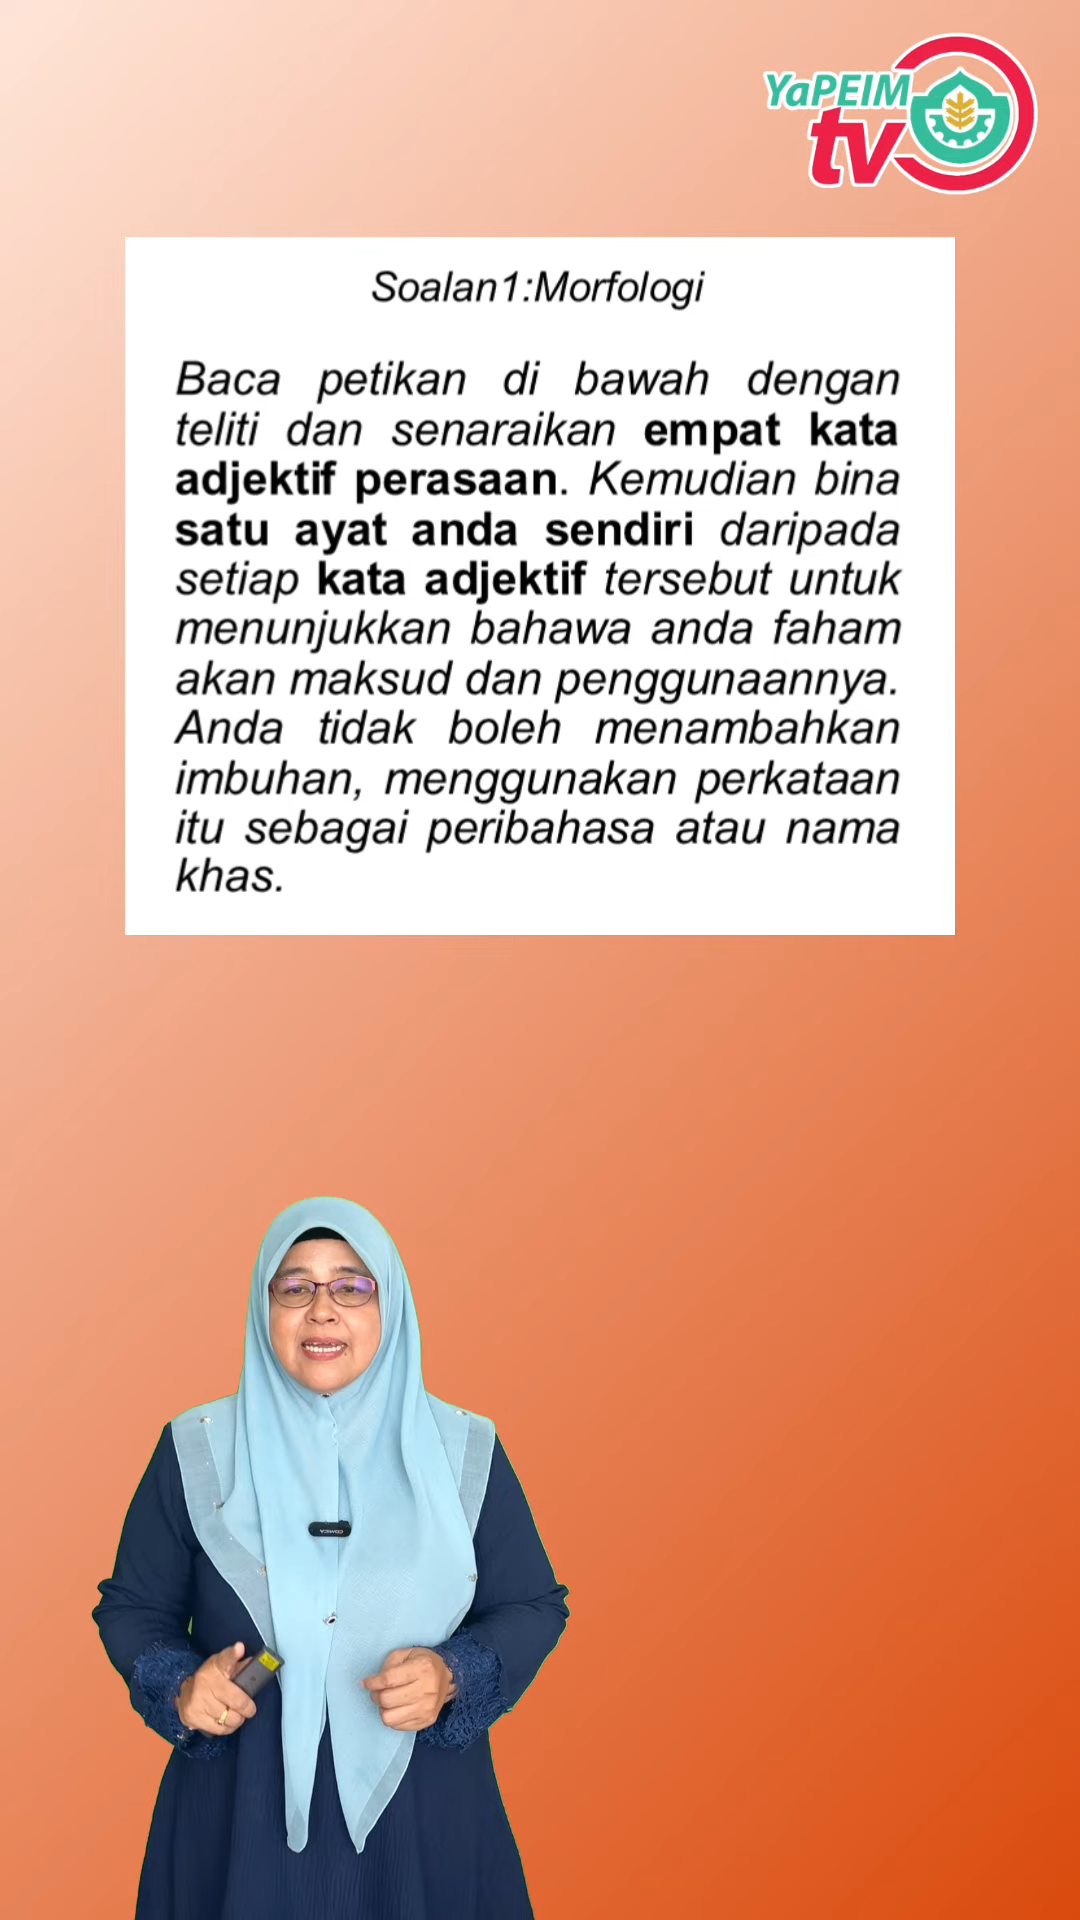 YaPEIM
tv
Soalan1:Morfologi
Baca petikan di bawah dengan
teliti dan senaraikan empat kata
adjektif perasaan. Kemudian bina
satu ayat anda sendiri daripada
setiap kata adjektif tersebut untuk
menunjukkan bahawa anda faham
akan maksud dan penggunaannya.
Anda tidak boleh menambahkan
imbuhan, menggunakan perkataan
itu sebagai peribahasa atau nama
khas.